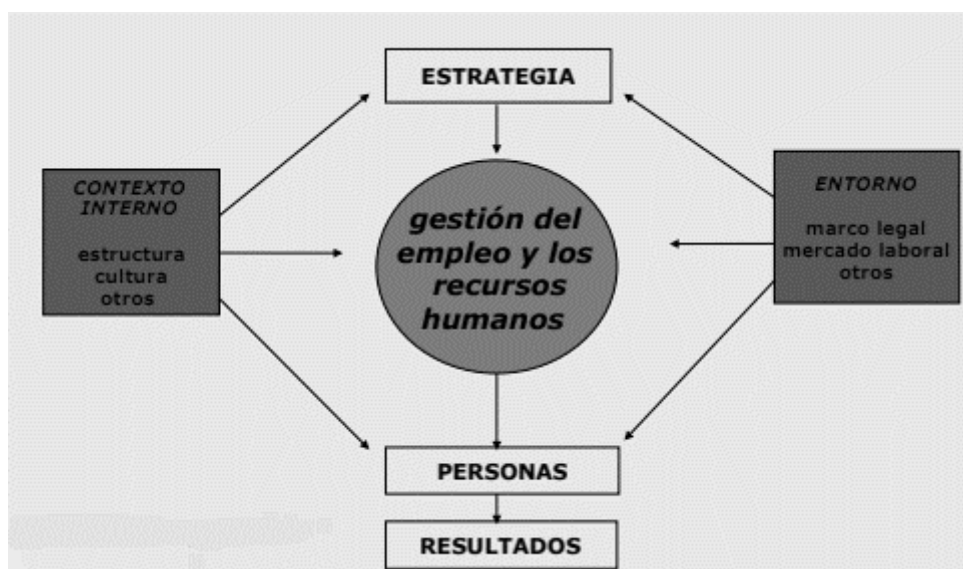 ESTRATEGIA
CONTEXTO
INTERNO
estructura
cultura
otros
gestión del
empleo y los
recursos
humanos
ENTORNO
marco legal
mercado laboral
otros
PERSONAS
RESULTADOS